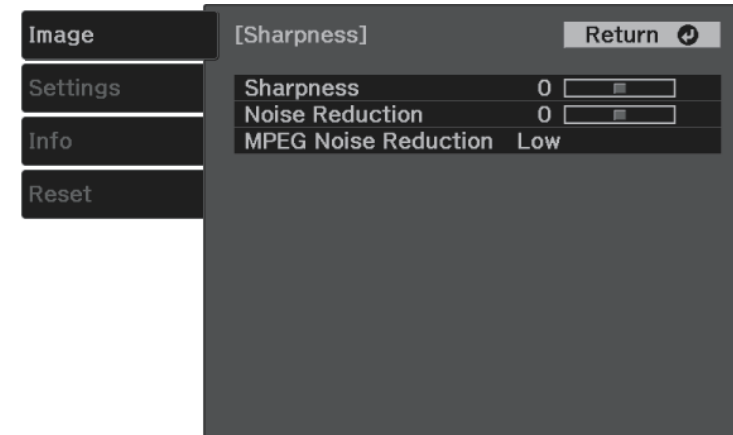 Image
Settings
Info
Reset
[Sharpness]
Return
Sharpness 0
Noise Reduction 0
MPEG Noise Reduction Low